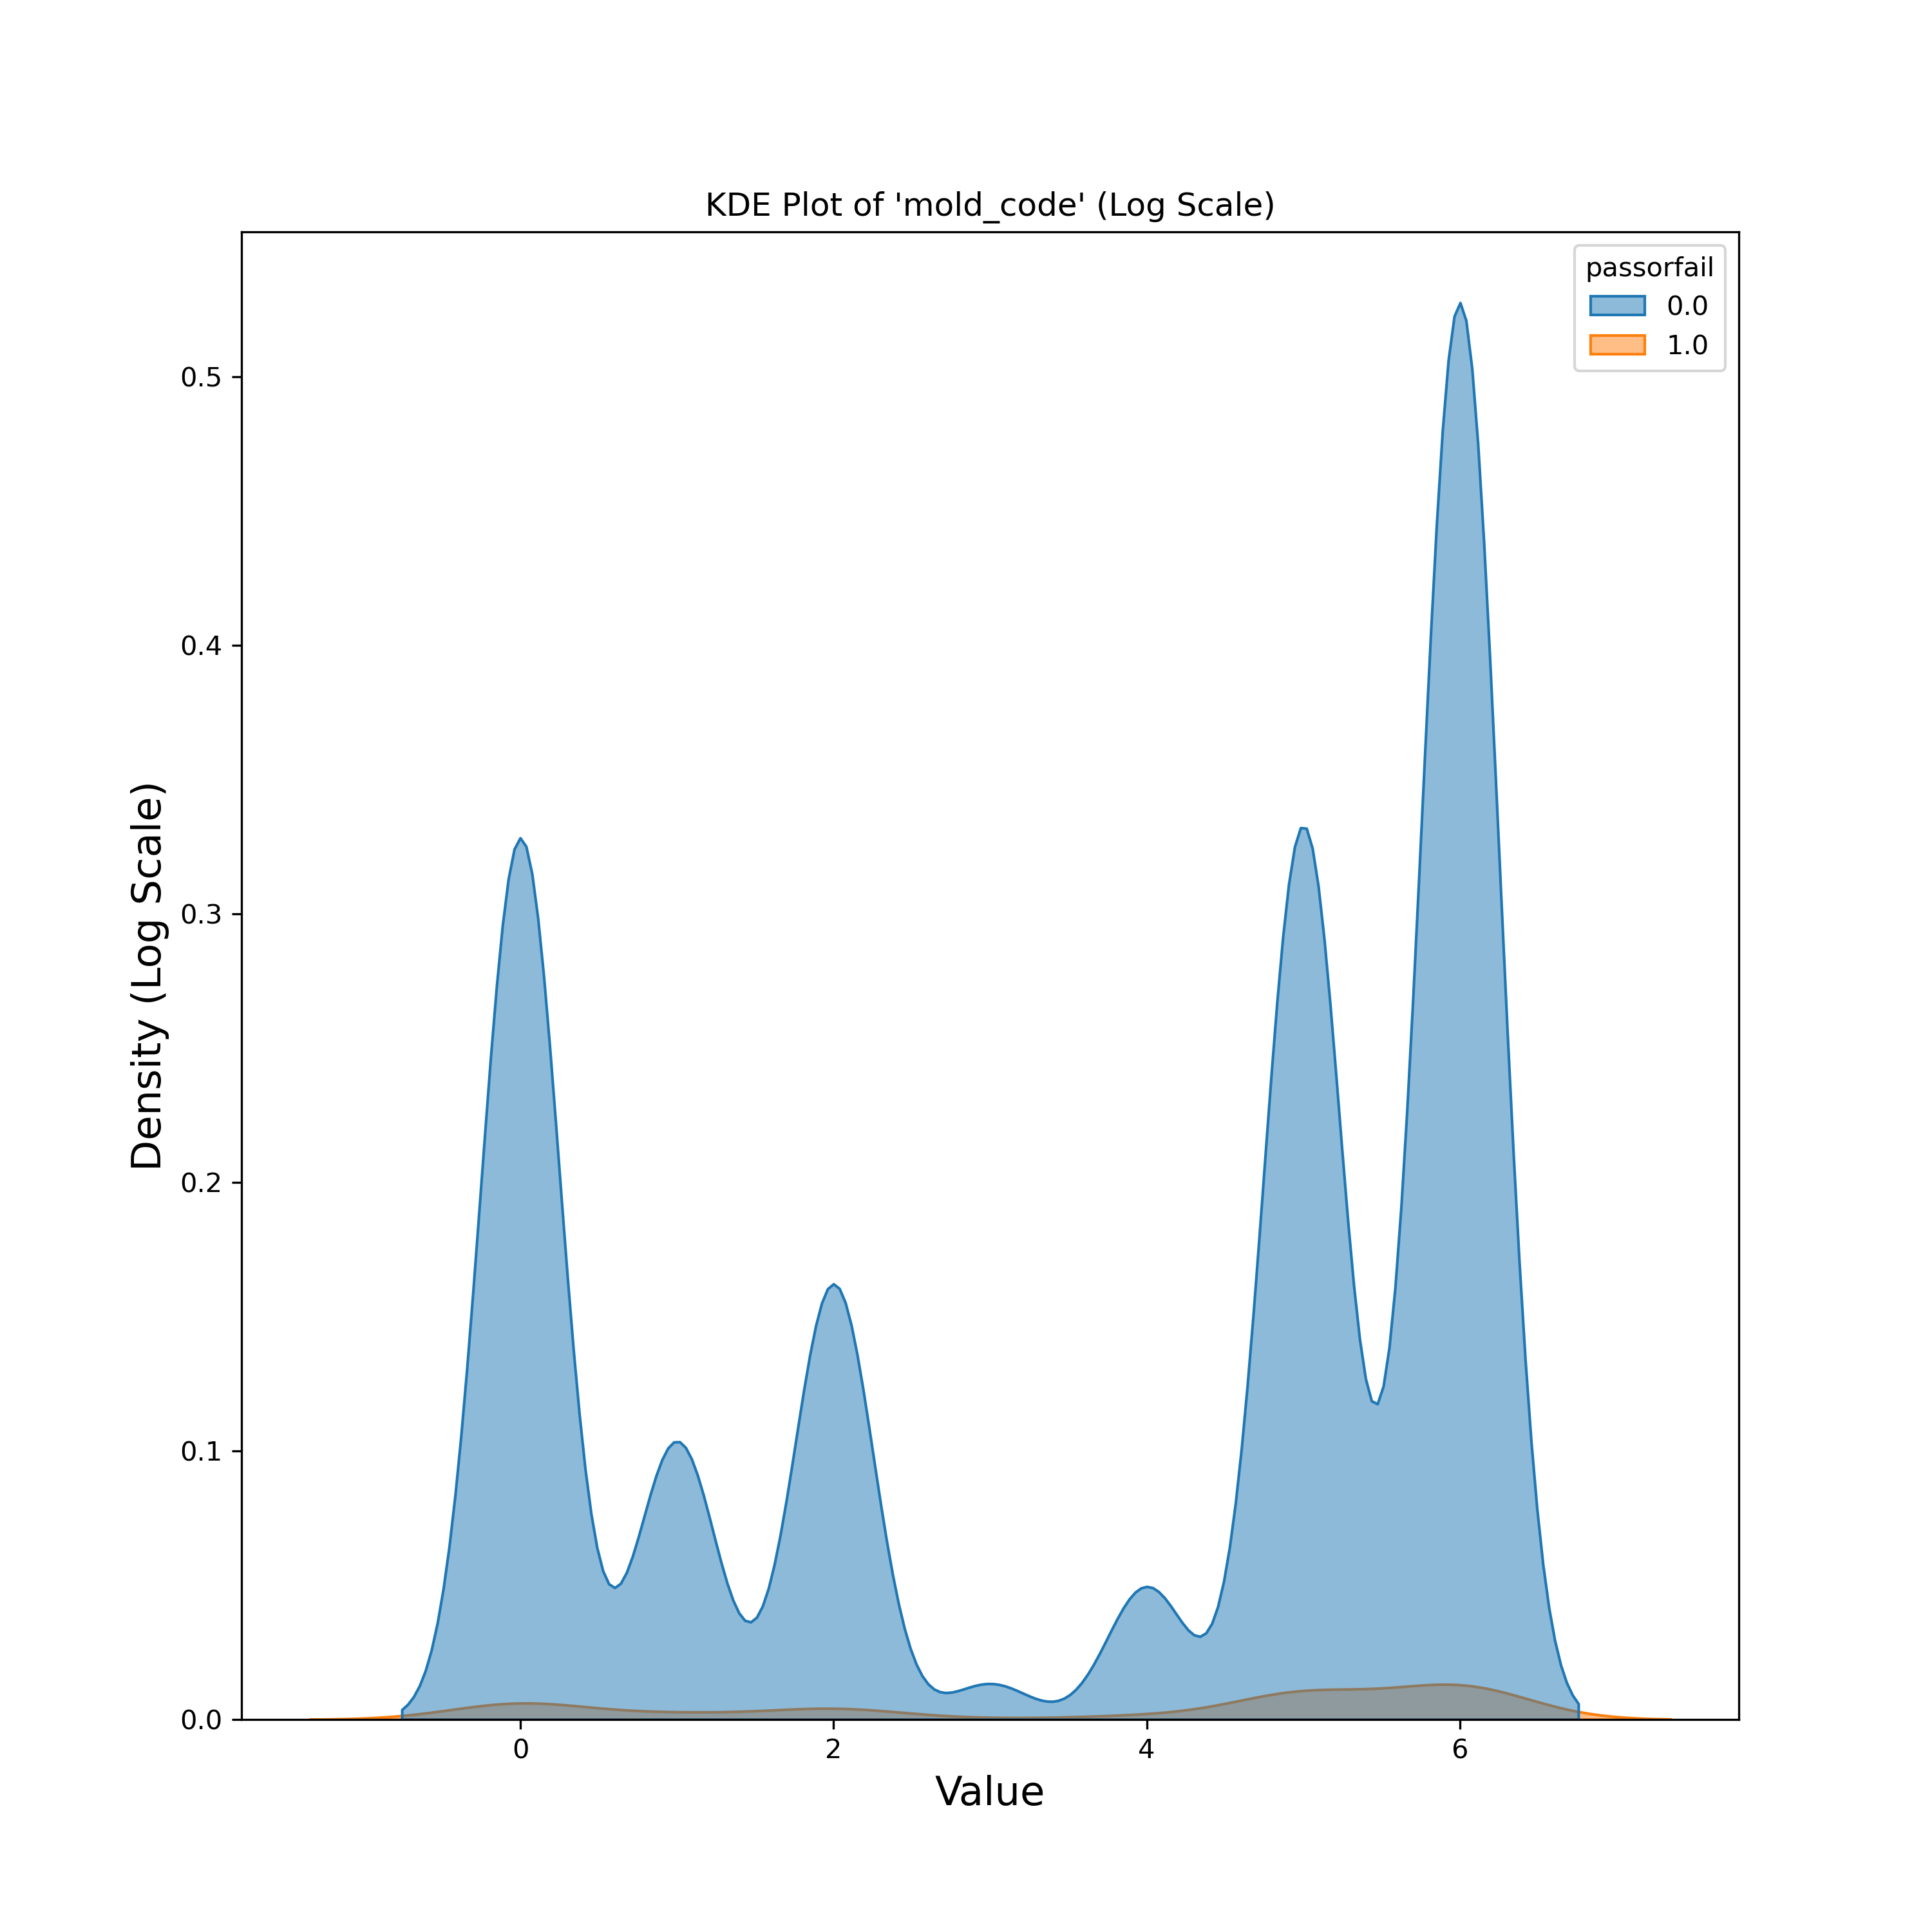 KDE Plot of 'mold_code' (Log Scale)
passorfail
0.0
1.0
Density (Log Scale)
0.5
0.4
0.3
0.2
0.1
0.0
0 2 4 6
Value